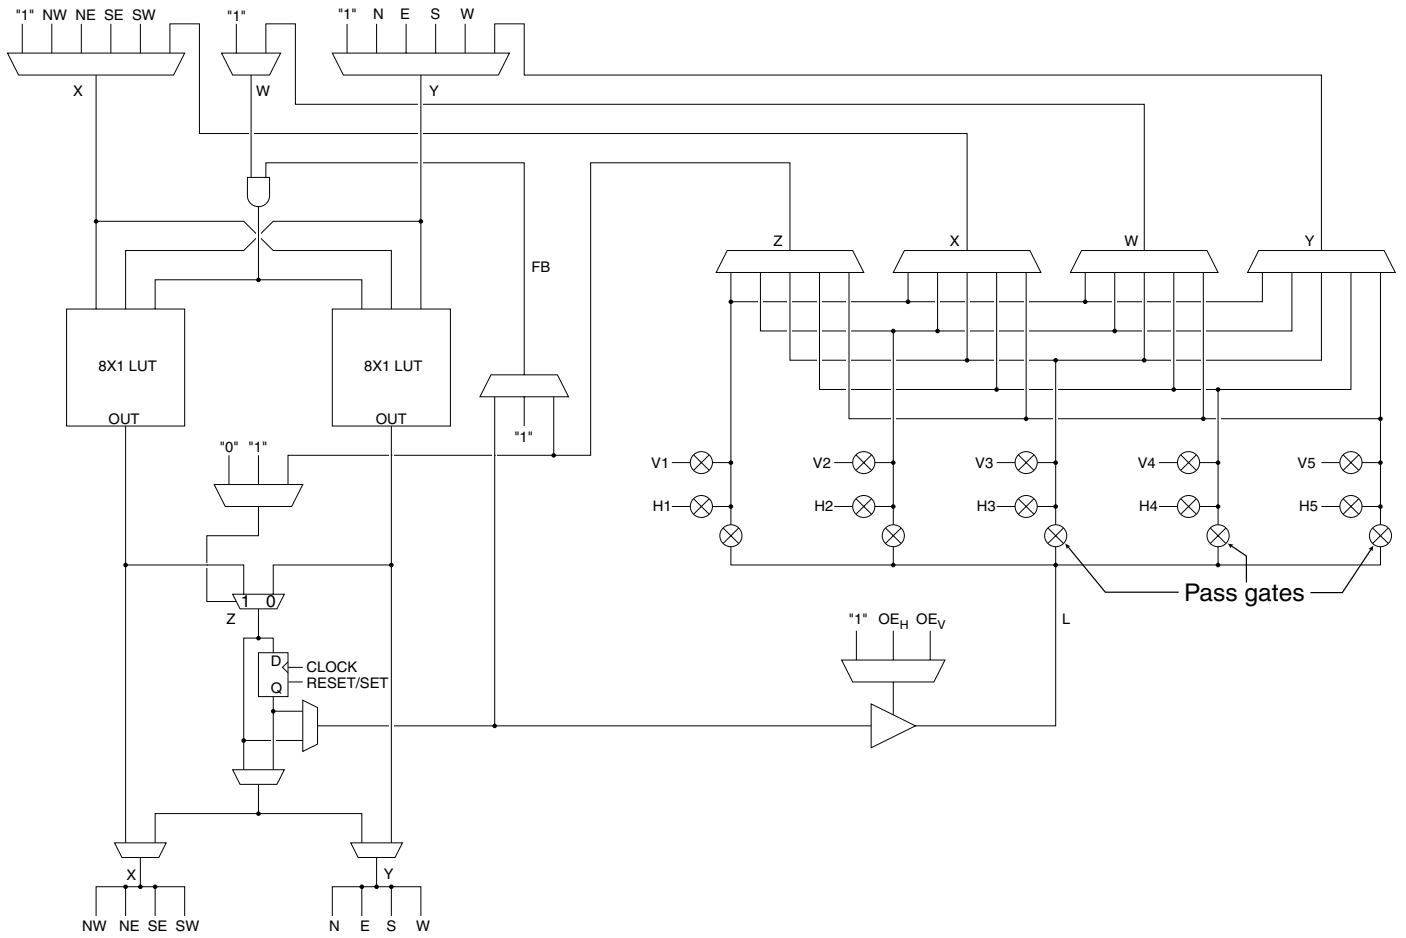 "1" NW NE SE SW "1" "1" N E S W
X W Y
Z X W Y
FB
8X1 LUT 8X1 LUT
OUT OUT
"1"
"0" "1"
V1 V2 V3 V4 V5
H1 H2 H3 H4 H5
Pass gates
1 0
Z
"1" OEH OEV
L
D
CLOCK
RESET/SET
Q
X Y
NW NE SE SW N E S W